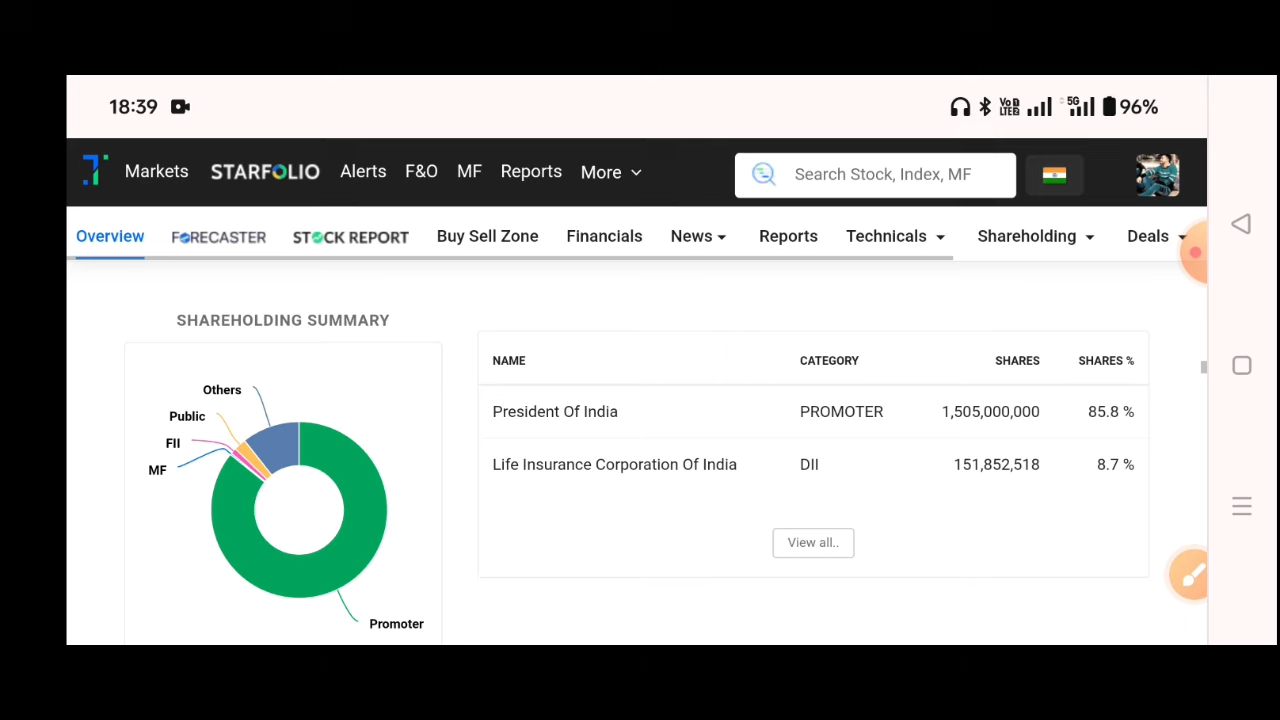 18:39
VoD LTE2 5G 96%
Markets STARFOLIO Alerts F&O MF Reports More Search Stock, Index, MF
Overview FORECASTER STOCK REPORT Buy Sell Zone Financials News Reports Technicals Shareholding Deals
SHAREHOLDING SUMMARY
Others
Public
FII
MF
Promoter
NAME CATEGORY SHARES SHARES %
President Of India PROMOTER 1,505,000,000 85.8 %
Life Insurance Corporation Of India DII 151,852,518 8.7 %
View all..